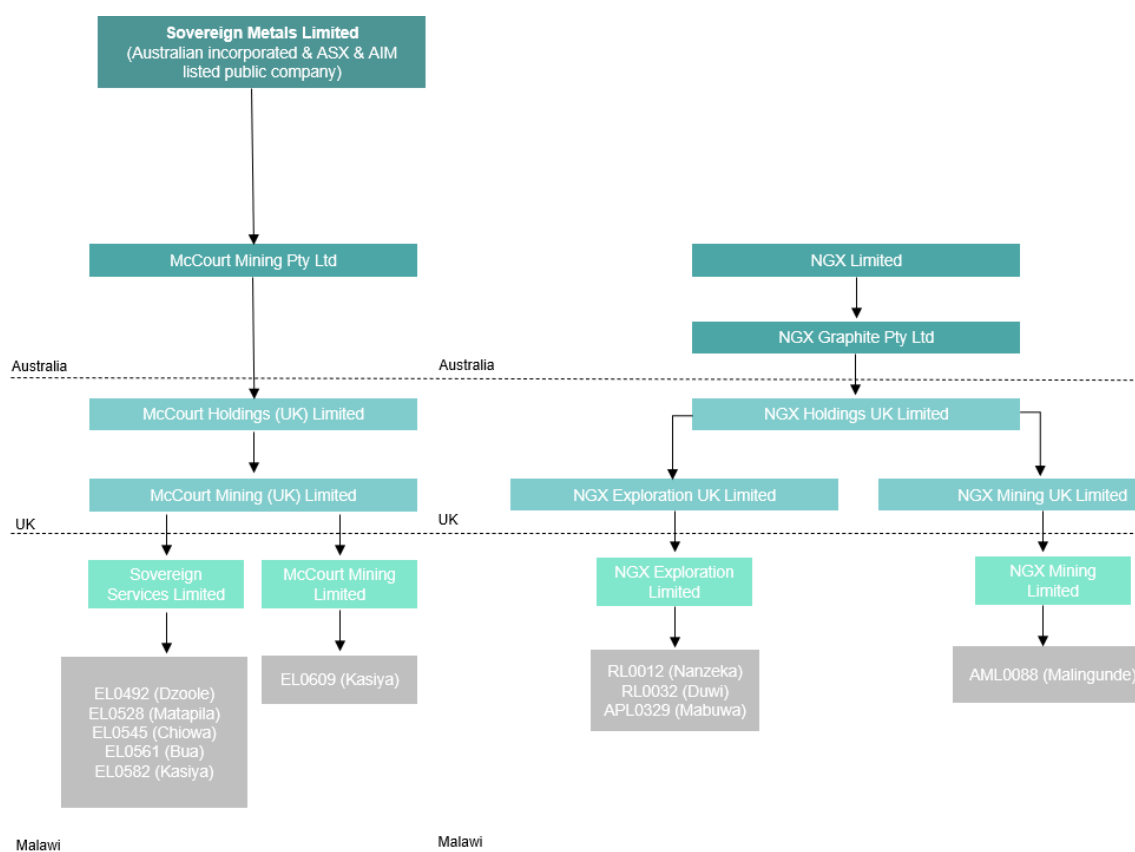 Sovereign Metals Limited
(Australian incorporated & ASX & AIM
listed public company)
McCourt Mining Pty Ltd
NGX Limited
NGX Graphite Pty Ltd
Australia
Australia
McCourt Holdings (UK) Limited
NGX Holdings UK Limited
McCourt Mining (UK) Limited
NGX Exploration UK Limited
NGX Mining UK Limited
UK
UK
Sovereign
Services Limited
McCourt Mining
Limited
NGX Exploration
Limited
NGX Mining
Limited
EL0492 (Dzoole)
EL0528 (Matapila)
EL0545 (Chiowa)
EL0561 (Bua)
EL0582 (Kasiya)
EL0609 (Kasiya)
RL0012 (Nanzeka)
RL0032 (Duwi)
APL0329 (Mabuwa)
AML0088 (Malingunde)
Malawi
Malawi